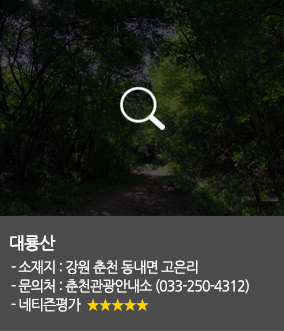 대룡산
- 소재지 : 강원 춘천 동내면 고은리
- 문의처 : 춘천관광안내소 (033-250-4312)
- 네티즌평가 ★★★★★